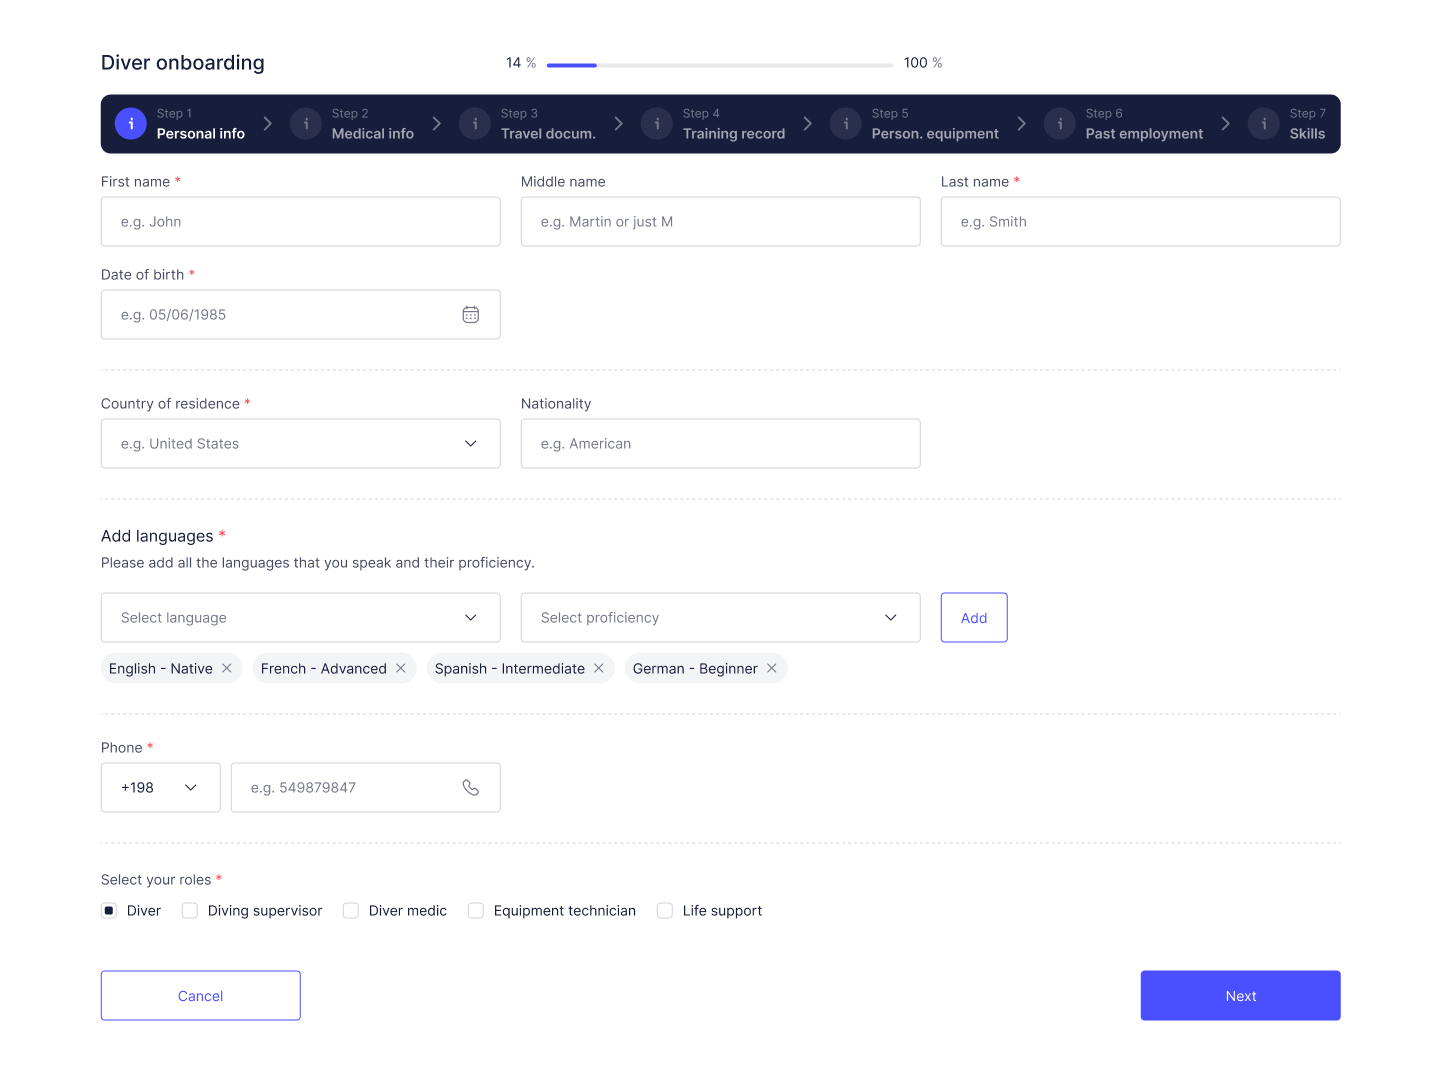 Diver onboarding
14 %
100 %
Step 1
Personal info
Step 2
Medical info
Step 3
Travel docum.
Step 4
Training record
Step 5
Person. equipment
Step 6
Past employment
Step 7
Skills
First name *
e.g. John
Middle name
e.g. Martin or just M
Last name *
e.g. Smith
Date of birth *
e.g. 05/06/1985
Country of residence *
e.g. United States
Nationality
e.g. American
Add languages *
Please add all the languages that you speak and their proficiency.
Select language
Select proficiency
Add
English - Native
French - Advanced
Spanish - Intermediate
German - Beginner
Phone *
+198
e.g. 549879847
Select your roles *
Diver
Diving supervisor
Diver medic
Equipment technician
Life support
Cancel
Next